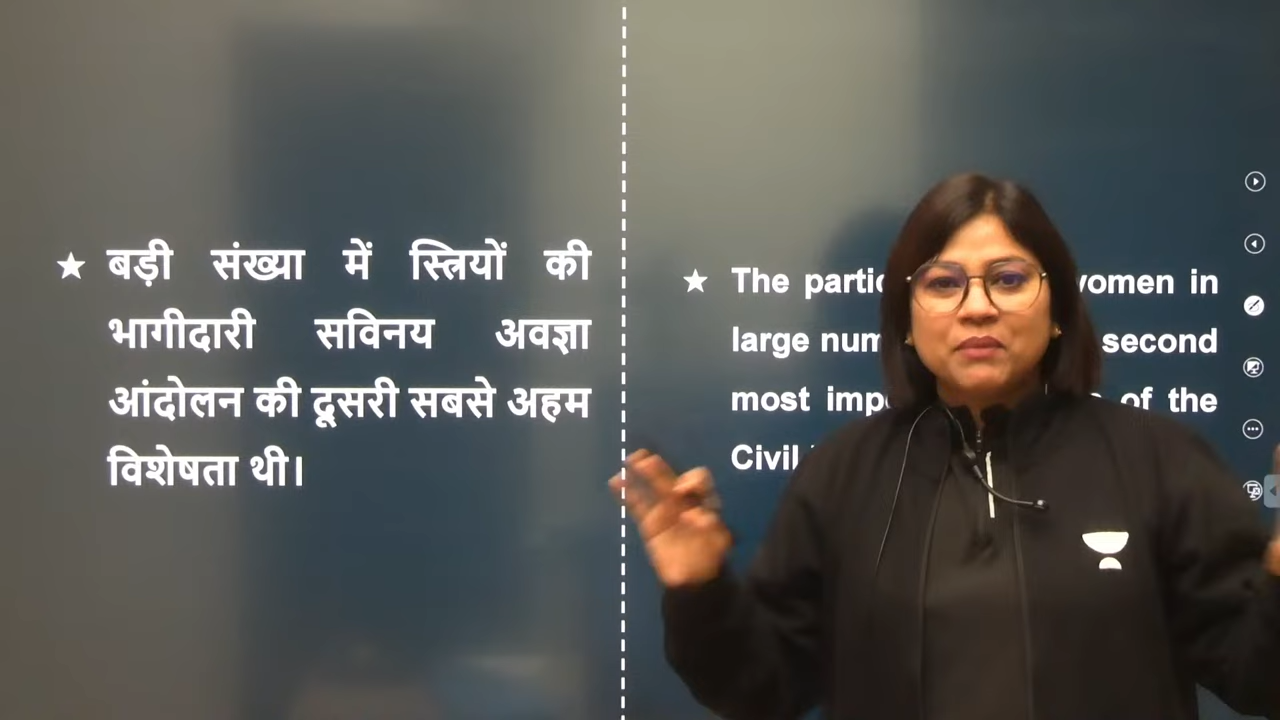 ★ बड़ी संख्या में स्त्रियों की
भागीदारी सविनय अवज्ञा
आंदोलन की दूसरी सबसे अहम
विशेषता थी।
★ The women in
large second
most of the
Civil